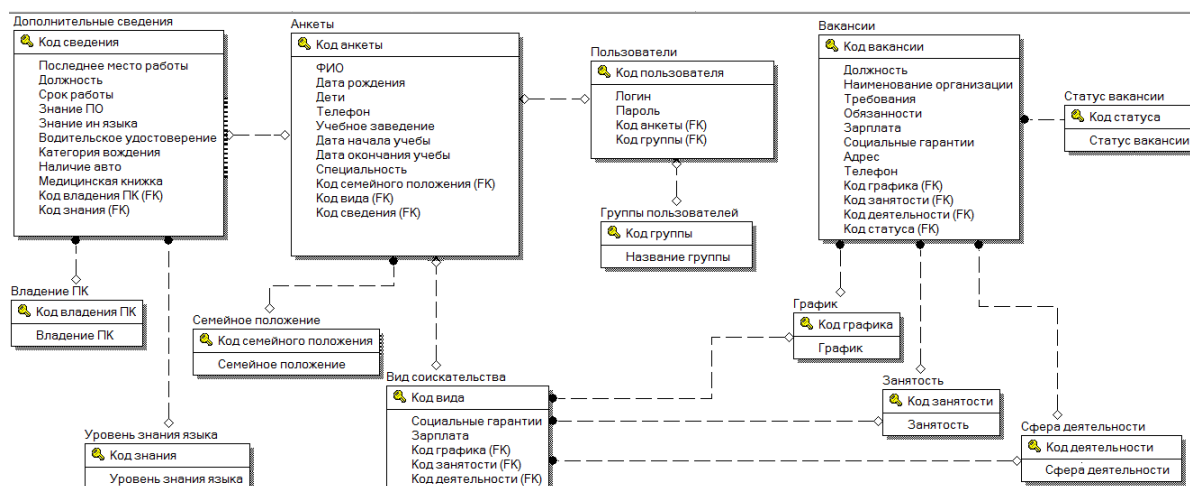 Дополнительные сведения
Код сведения
Последнее место работы
Должность
Срок работы
Знание ПО
Знание ин языка
Водительское удостоверение
Категория вождения
Наличие авто
Медицинская книжка
Код владения ПК (FK)
Код знания (FK)
Анкеты
Код анкеты
ФИО
Дата рождения
Дети
Телефон
Учебное заведение
Дата начала учебы
Дата окончания учебы
Специальность
Код семейного положения (FK)
Код вида (FK)
Код сведения (FK)
Пользователи
Код пользователя
Логин
Пароль
Код анкеты (FK)
Код группы (FK)
Группы пользователей
Код группы
Название группы
Вакансии
Код вакансии
Должность
Наименование организации
Требования
Обязанности
Зарплата
Социальные гарантии
Адрес
Телефон
Код графика (FK)
Код занятости (FK)
Код деятельности (FK)
Код статуса (FK)
Статус вакансии
Код статуса
Статус вакансии
Владение ПК
Код владения ПК
Владение ПК
Семейное положение
Код семейного положения
Семейное положение
График
Код графика
График
Вид соискательства
Код вида
Социальные гарантии
Зарплата
Код графика (FK)
Код занятости (FK)
Код деятельности (FK)
Занятость
Код занятости
Занятость
Уровень знания языка
Код знания
Уровень знания языка
Сфера деятельности
Код деятельности
Сфера деятельности